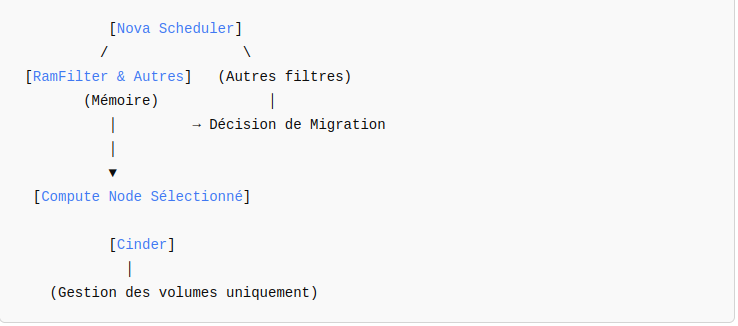 [Nova Scheduler]
/ \
[RamFilter & Autres] (Autres filtres)
(Mémoire) │
│ → Décision de Migration
│
▼
[Compute Node Sélectionné]
[Cinder]
│
(Gestion des volumes uniquement)